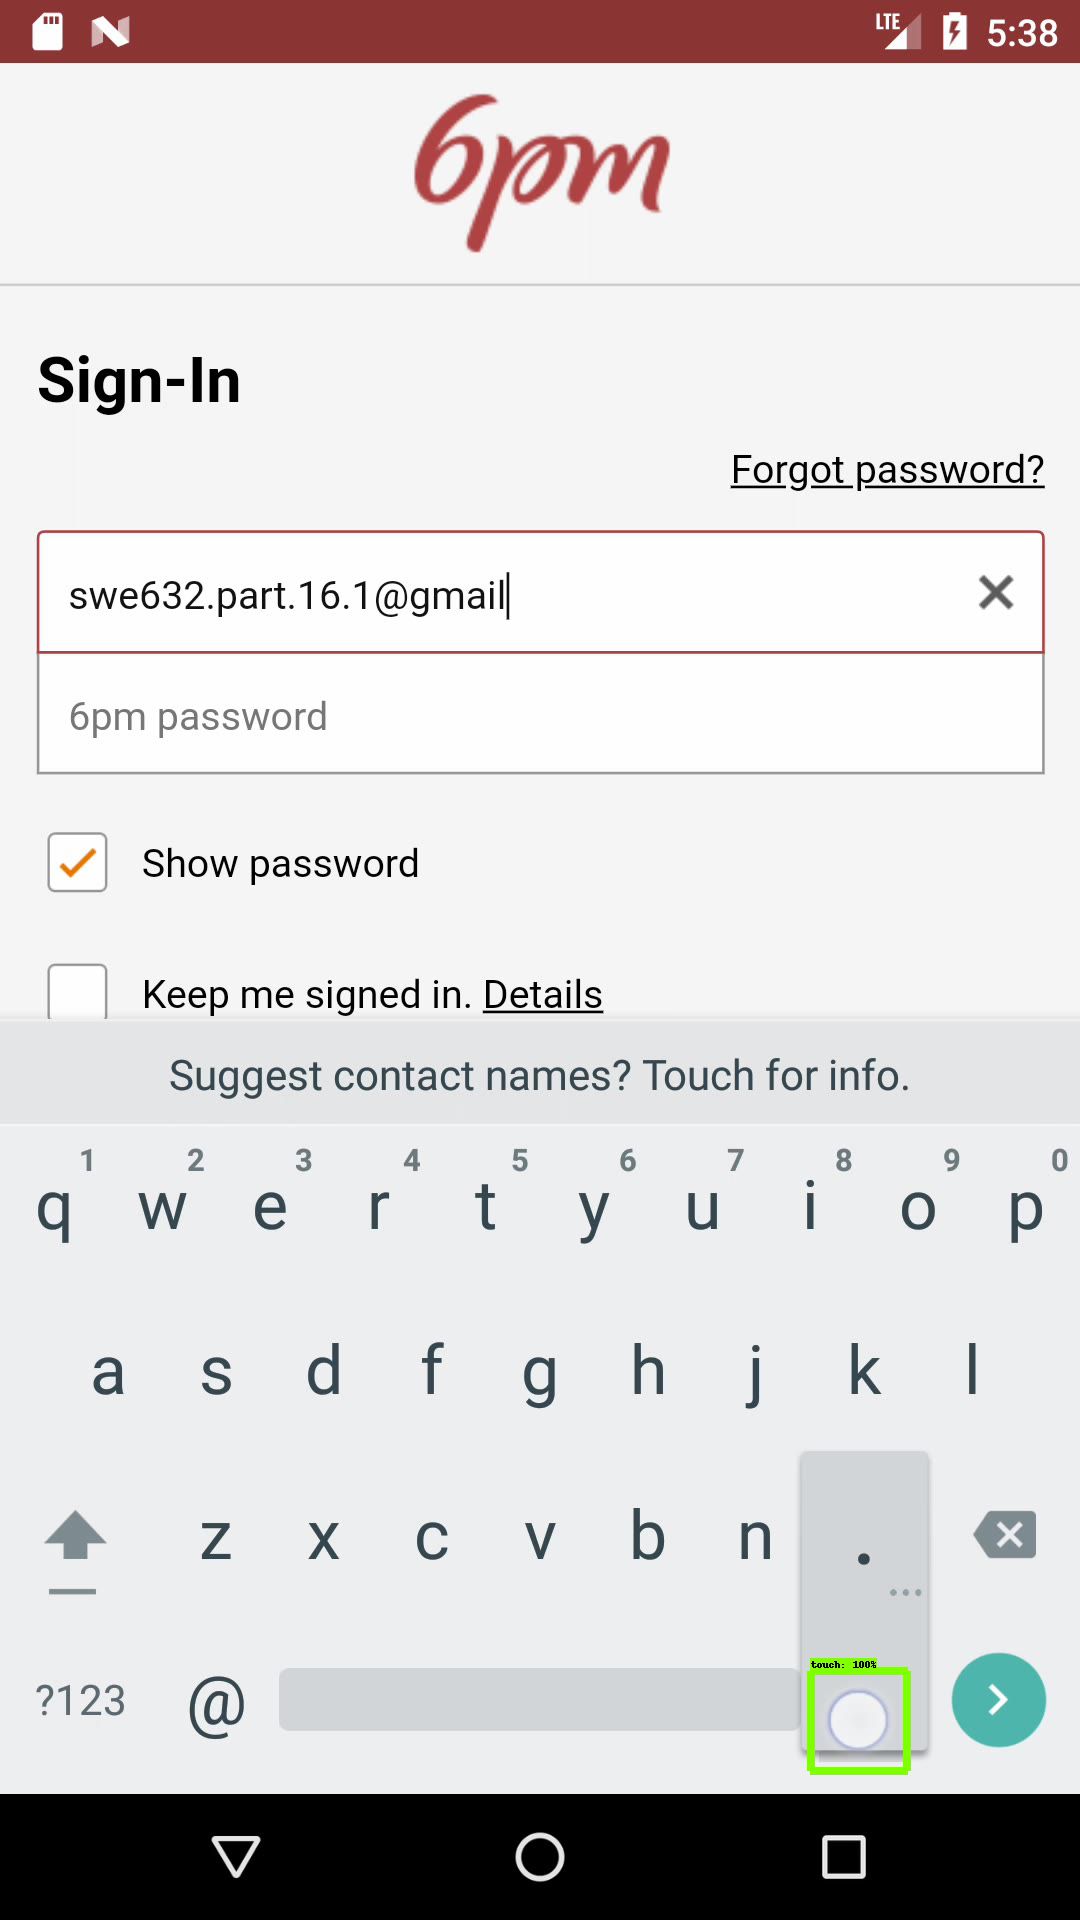 LTE 5:38
6pm
Sign-In
Forgot password?
swe632.part.16.1@gmail
6pm password
Show password
Keep me signed in. Details
Suggest contact names? Touch for info.
1 2 3 4 5 6 7 8 9 0
q w e r t y u i o p
a s d f g h j k l
z x c v b n .
...
touch: 100%
?123 @